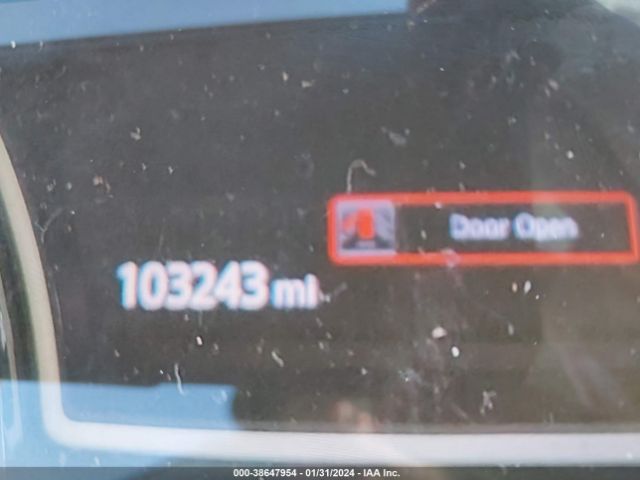 Door Open
103243 mi
000-38647954 - 01/31/2024 - IAA Inc.